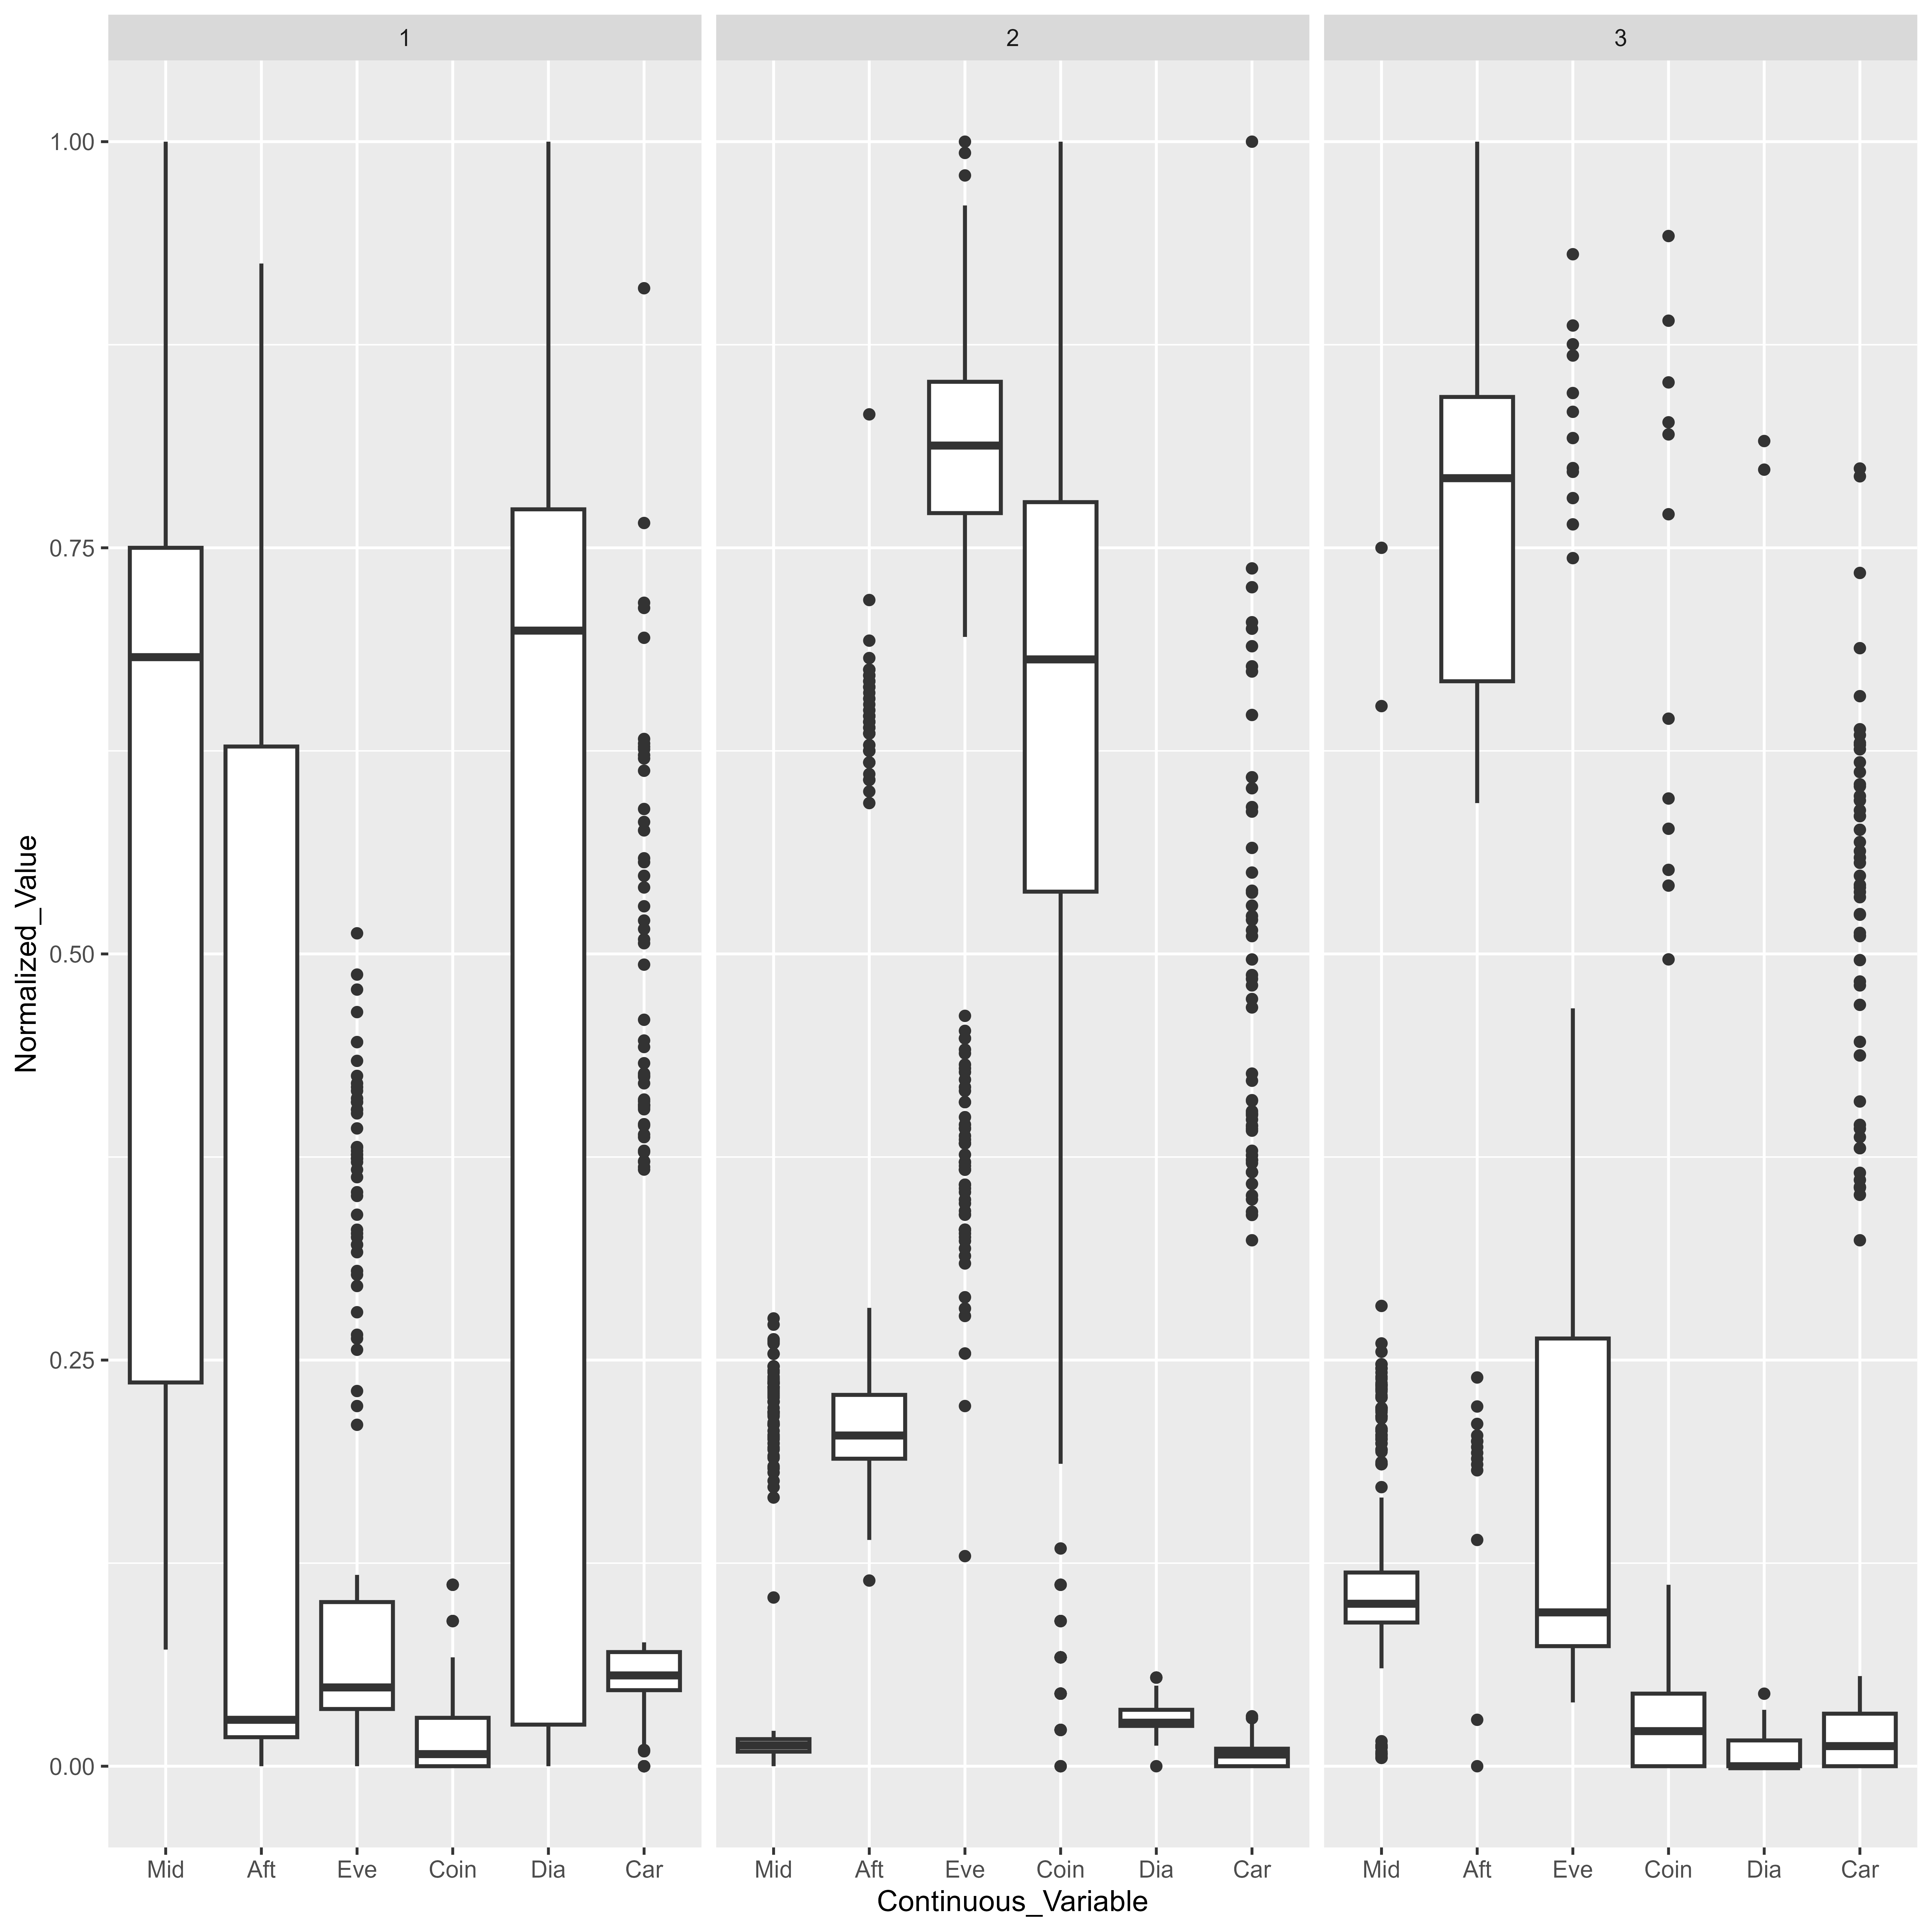 1 2 3
Normalized_Value
1.00
0.75
0.50
0.25
0.00
Mid Aft Eve Coin Dia Car Mid Aft Eve Coin Dia Car Mid Aft Eve Coin Dia Car
Continuous_Variable